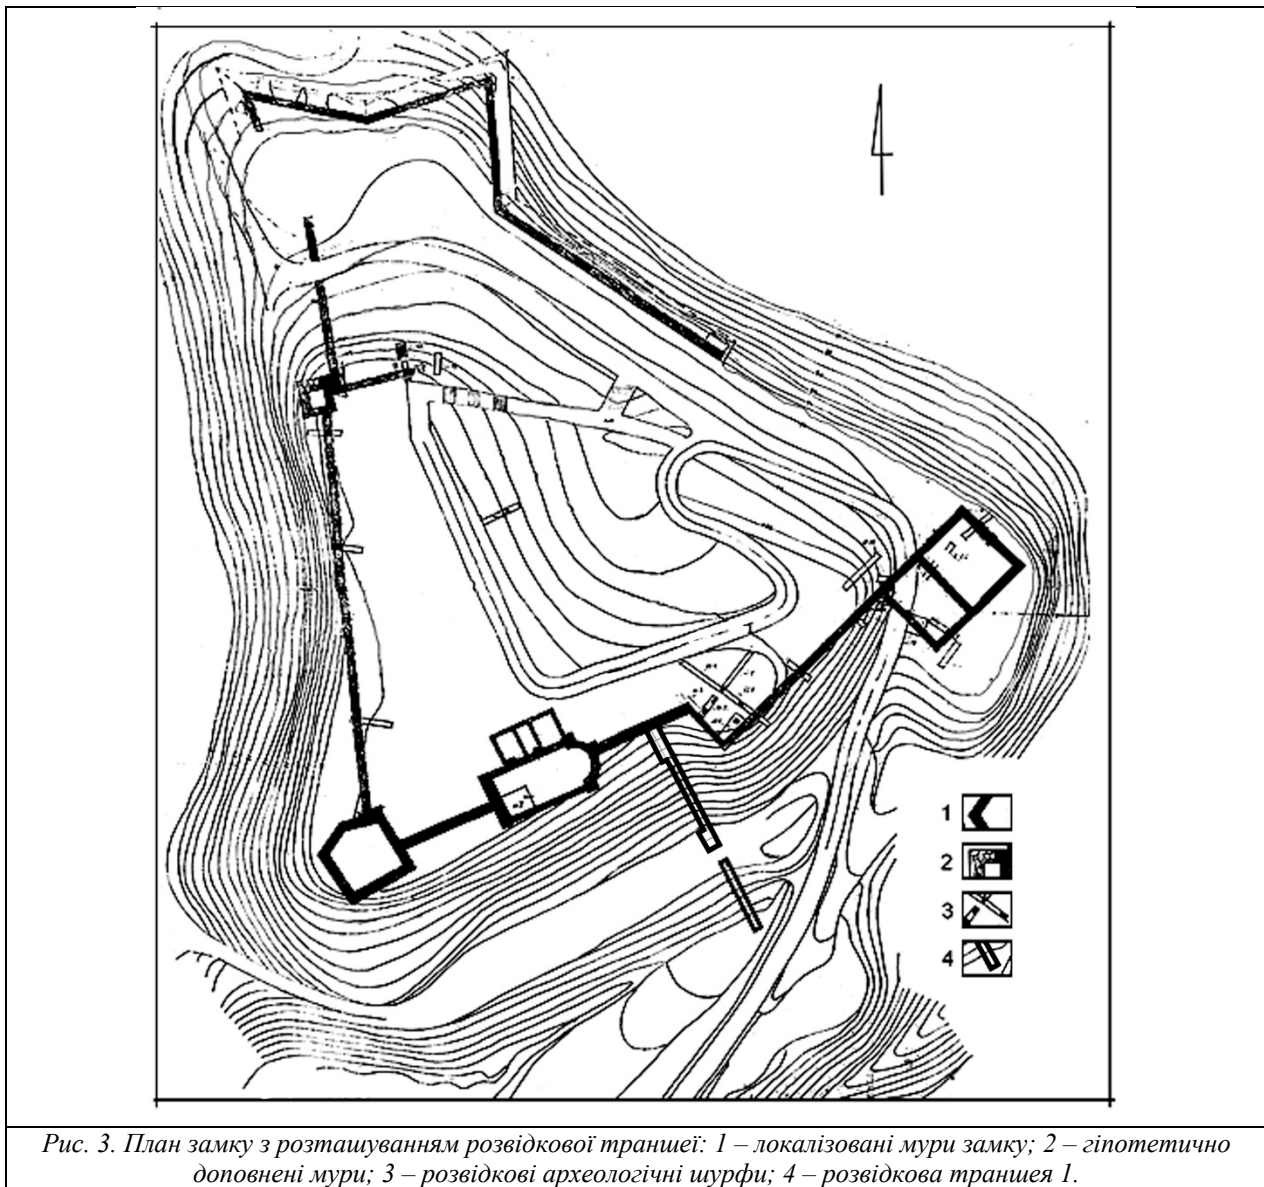 1
2
3
4
Рис. 3. План замку з розташуванням розвідкової траншеї: 1 – локалізовані мури замку; 2 – гіпотетично
доповнені мури; 3 – розвідкові археологічні шурфи; 4 – розвідкова траншея 1.